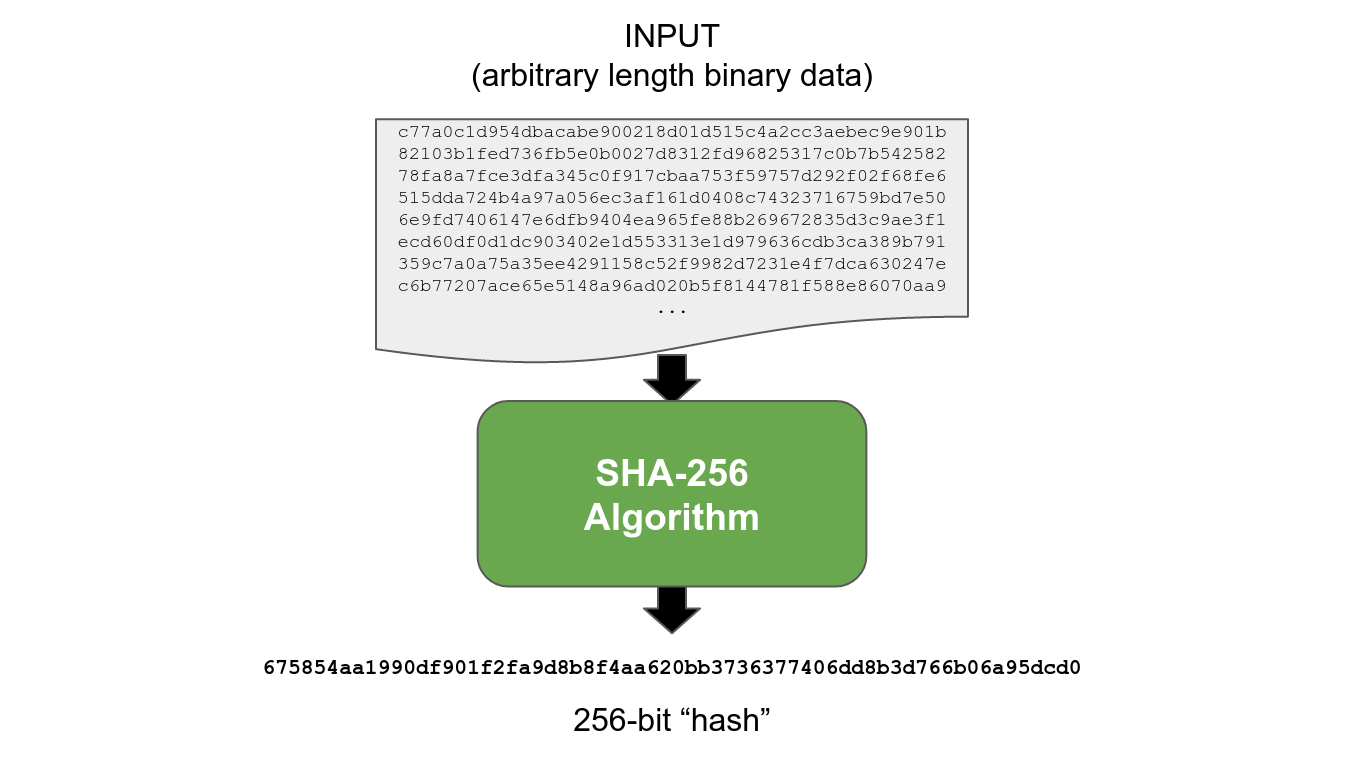 INPUT
(arbitrary length binary data)
c77a0c1d954dbacabe900218d01d515c4a2cc3aebec9e901b
82103b1fed736fb5e0b0027d8312fd96825317c0b7b542582
78fa8a7fce3dfa345c0f917cbaa753f59757d292f02f68fe6
515dda724b4a97a056ec3af161d0408c74323716759bd7e50
6e9fd7406147e6dfb9404ea965fe88b269672835d3c9ae3f1
ecd60df0d1dc903402e1d553313e1d979636cdb3ca389b791
359c7a0a75a35ee4291158c52f9982d7231e4f7dca630247e
c6b77207ace65e5148a96ad020b5f8144781f588e86070aa9
...
SHA-256
Algorithm
675854aa1990df901f2fa9d8b8f4aa620bb3736377406dd8b3d766b06a95dcd0
256-bit “hash”